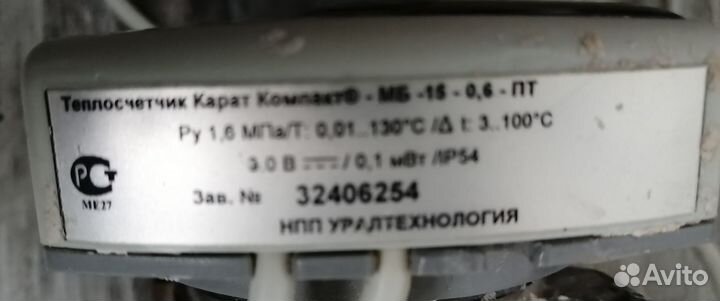 Теплосчетчик Карат Компакт® - МБ -15 - 0,6 - ПТ
Ру 1,6 МПа/Т: 0,01..130°С /Δ t: 3..100°С
3.0 В / 0,1 мВт /IP54
РСТ
МЕ27
Зав. № 32406254
НПП УРАЛТЕХНОЛОГИЯ
Avito